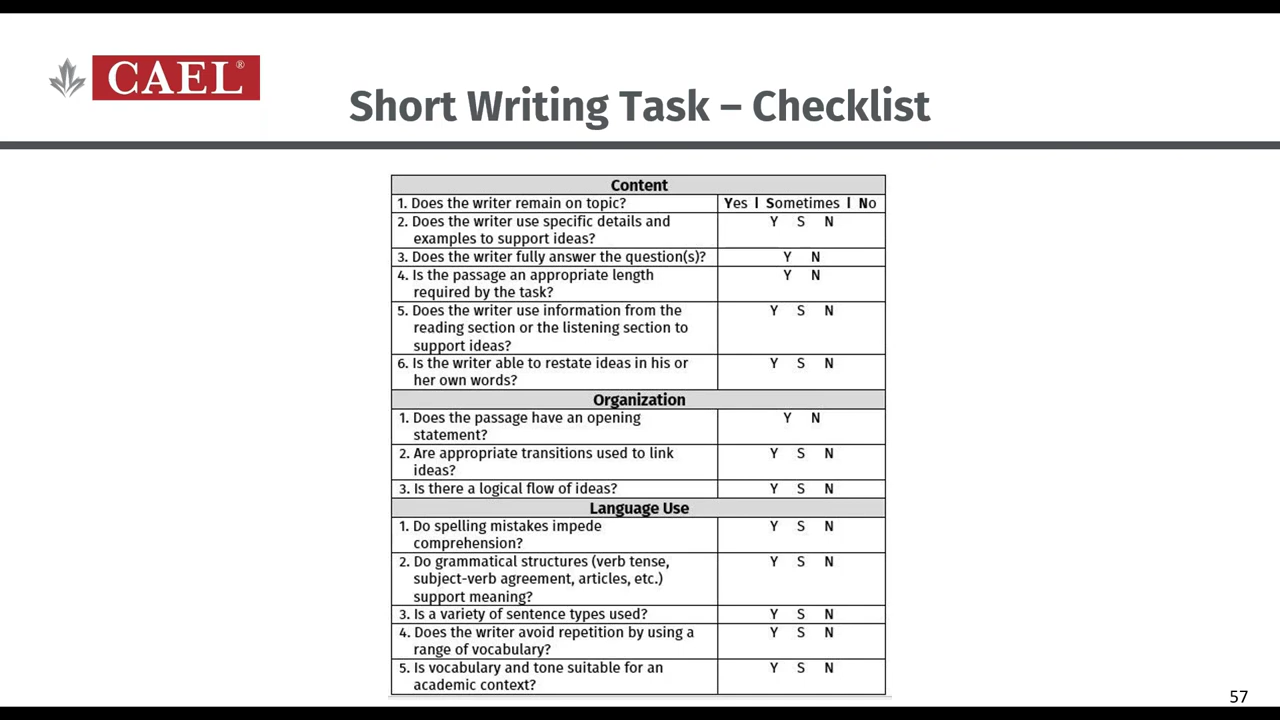 CAEL®
Short Writing Task – Checklist
Content
1. Does the writer remain on topic? Yes | Sometimes | No
2. Does the writer use specific details and Y S N
examples to support ideas?
3. Does the writer fully answer the question(s)? Y N
4. Is the passage an appropriate length Y N
required by the task?
5. Does the writer use information from the Y S N
reading section or the listening section to
support ideas?
6. Is the writer able to restate ideas in his or Y S N
her own words?
Organization
1. Does the passage have an opening Y N
statement?
2. Are appropriate transitions used to link Y S N
ideas?
3. Is there a logical flow of ideas? Y S N
Language Use
1. Do spelling mistakes impede Y S N
comprehension?
2. Do grammatical structures (verb tense, Y S N
subject-verb agreement, articles, etc.)
support meaning?
3. Is a variety of sentence types used? Y S N
4. Does the writer avoid repetition by using a Y S N
range of vocabulary?
5. Is vocabulary and tone suitable for an Y S N
academic context?
57